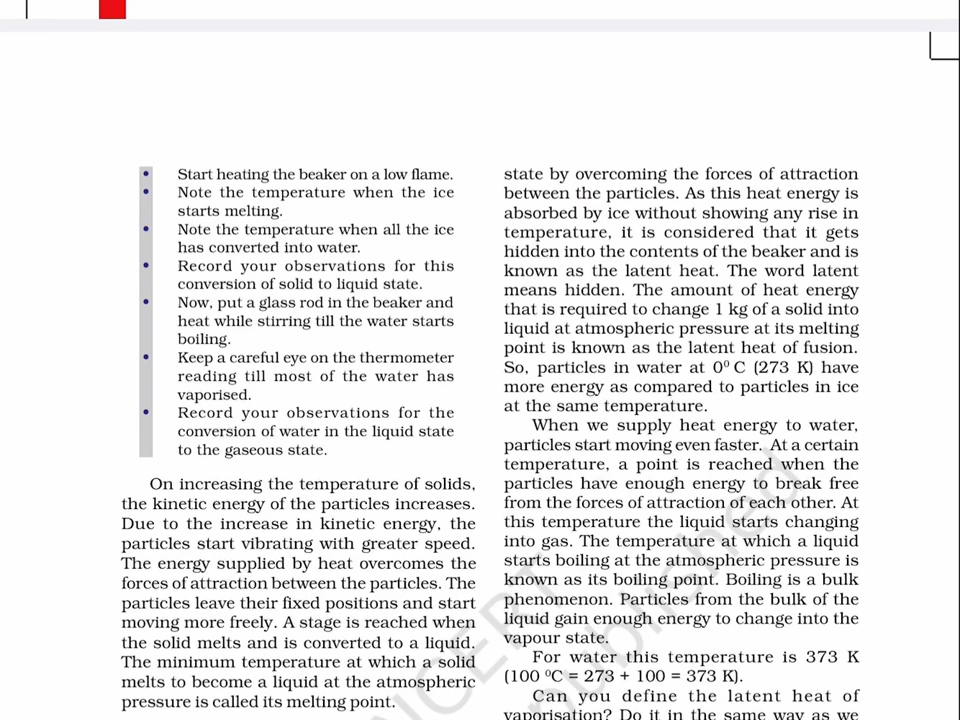 Start heating the beaker on a low flame.
Note the temperature when the ice
starts melting.
Note the temperature when all the ice
has converted into water.
Record your observations for this
conversion of solid to liquid state.
Now, put a glass rod in the beaker and
heat while stirring till the water starts
boiling.
Keep a careful eye on the thermometer
reading till most of the water has
vaporised.
Record your observations for the
conversion of water in the liquid state
to the gaseous state.
On increasing the temperature of solids,
the kinetic energy of the particles increases.
Due to the increase in kinetic energy, the
particles start vibrating with greater speed.
The energy supplied by heat overcomes the
forces of attraction between the particles. The
particles leave their fixed positions and start
moving more freely. A stage is reached when
the solid melts and is converted to a liquid.
The minimum temperature at which a solid
melts to become a liquid at the atmospheric
pressure is called its melting point.
state by overcoming the forces of attraction
between the particles. As this heat energy is
absorbed by ice without showing any rise in
temperature, it is considered that it gets
hidden into the contents of the beaker and is
known as the latent heat. The word latent
means hidden. The amount of heat energy
that is required to change 1 kg of a solid into
liquid at atmospheric pressure at its melting
point is known as the latent heat of fusion.
So, particles in water at 0⁰ C (273 K) have
more energy as compared to particles in ice
at the same temperature.
When we supply heat energy to water,
particles start moving even faster. At a certain
temperature, a point is reached when the
particles have enough energy to break free
from the forces of attraction of each other. At
this temperature the liquid starts changing
into gas. The temperature at which a liquid
starts boiling at the atmospheric pressure is
known as its boiling point. Boiling is a bulk
phenomenon. Particles from the bulk of the
liquid gain enough energy to change into the
vapour state.
For water this temperature is 373 K
(100 ⁰C = 273 + 100 = 373 K).
Can you define the latent heat of
vaporisation? Do it in the same way as we
NCERT
published